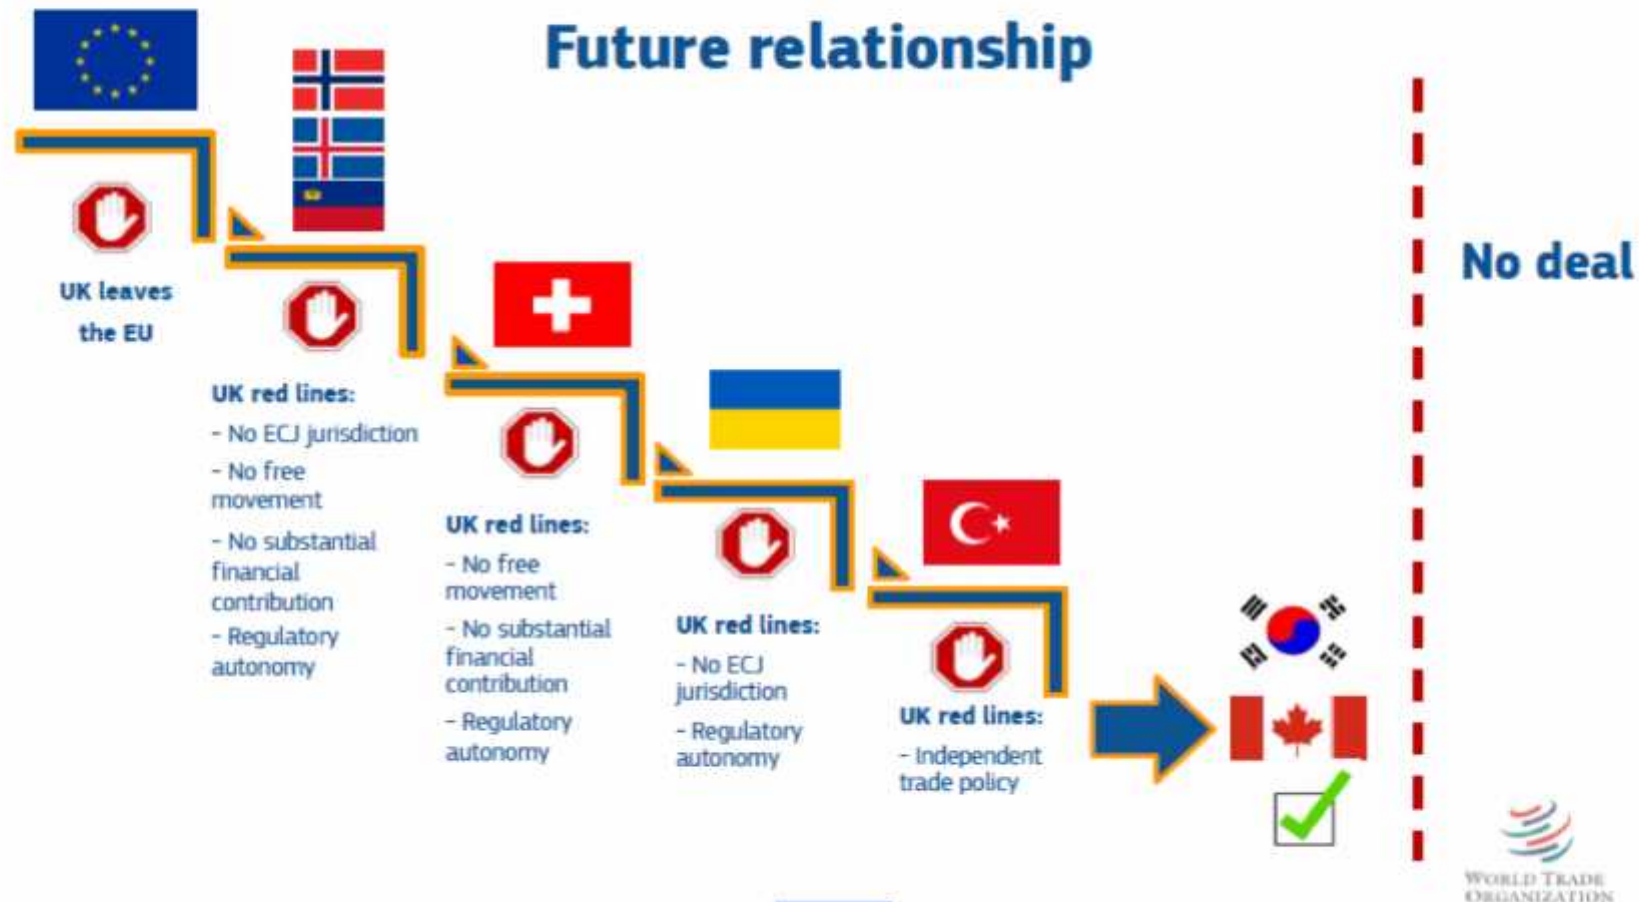 Future relationship
UK leaves
the EU
UK red lines:
- No ECJ jurisdiction
- No free
movement
- No substantial
financial
contribution
- Regulatory
autonomy
UK red lines:
- No free
movement
- No substantial
financial
contribution
- Regulatory
autonomy
UK red lines:
- No ECJ
jurisdiction
- Regulatory
autonomy
UK red lines:
- Independent
trade policy
No deal
WORLD TRADE
ORGANIZATION